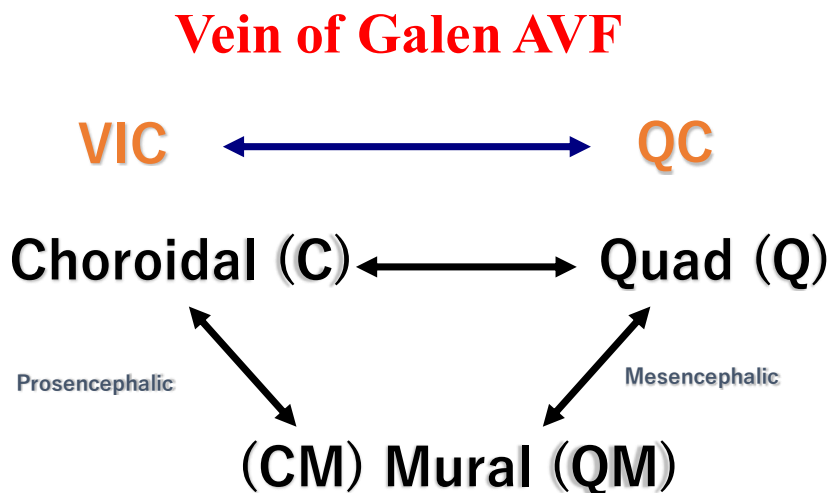 Vein of Galen AVF
VIC QC
Choroidal (C) Quad (Q)
Prosencephalic Mesencephalic
(CM) Mural (QM)